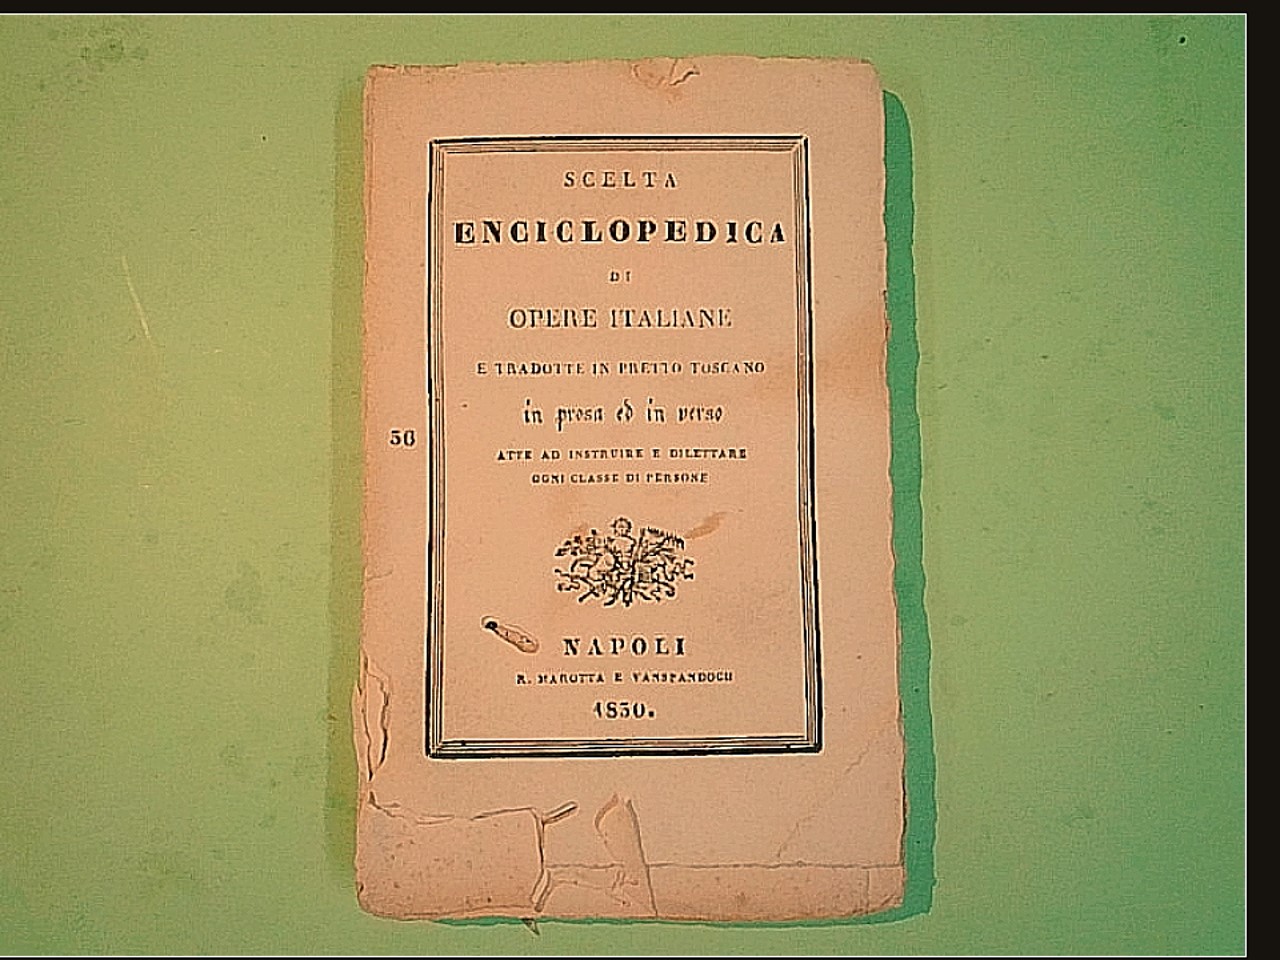 SCELTA
ENCICLOPEDICA
DI
OPERE ITALIANE
E TRADOTTE IN PRETTO TOSCANO
in prosa ed in verso
36
ATTE AD INSTRUIRE E DILETTARE
OGNI CLASSE DI PERSONE
NAPOLI
R. MAROTTA E VANSPANDOCH
1830.